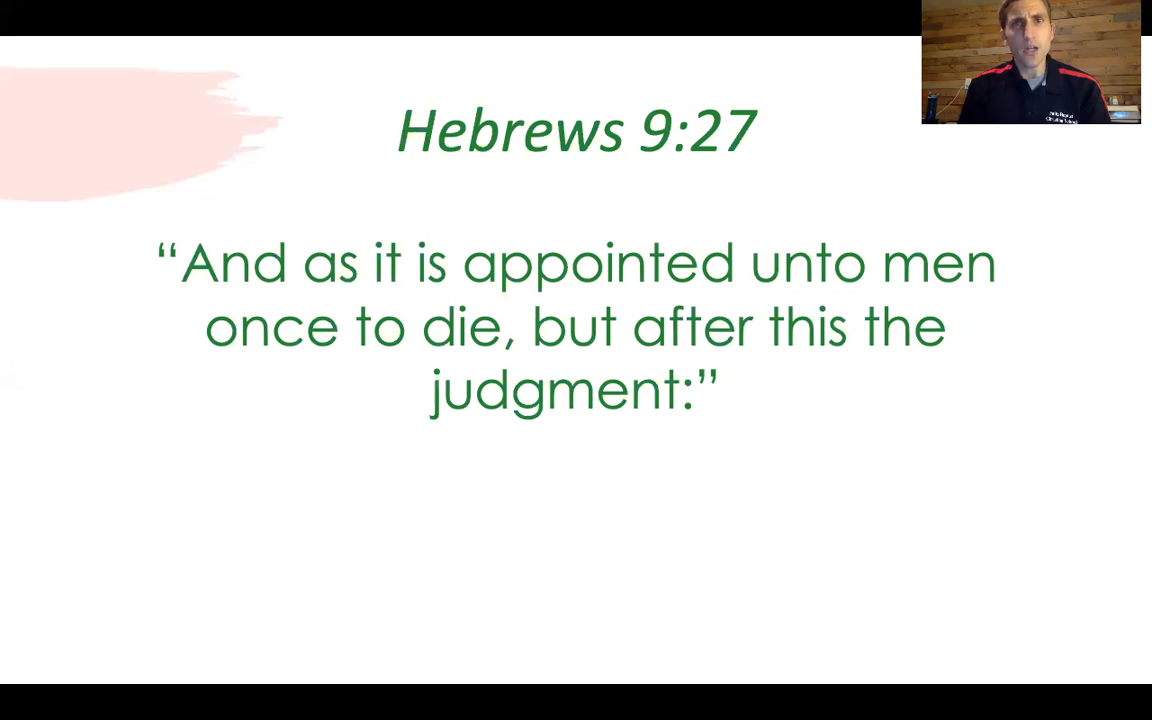 Hebrews 9:27
“And as it is appointed unto men
once to die, but after this the
judgment:”